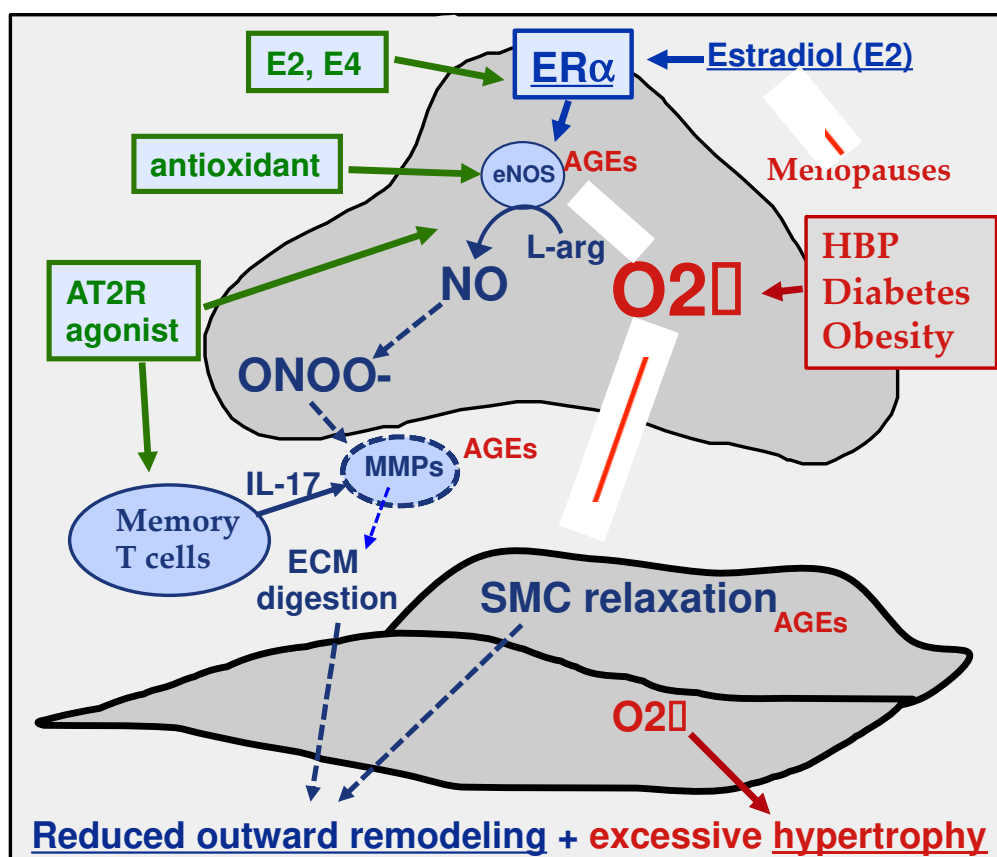 E2, E4
ERα
Estradiol (E2)
antioxidant
eNOS
AGEs
Menopauses
L-arg
NO
O2▯
HBP
Diabetes
Obesity
AT2R
agonist
ONOO-
AGEs
MMPs
IL-17
Memory
T cells
ECM
digestion
SMC relaxation
AGEs
O2▯
Reduced outward remodeling + excessive hypertrophy